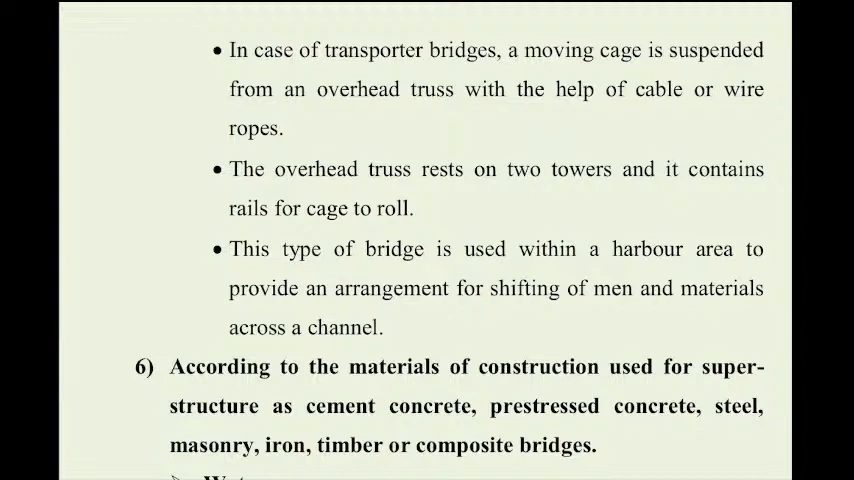 • In case of transporter bridges, a moving cage is suspended
from an overhead truss with the help of cable or wire
ropes.
• The overhead truss rests on two towers and it contains
rails for cage to roll.
• This type of bridge is used within a harbour area to
provide an arrangement for shifting of men and materials
across a channel.
6) According to the materials of construction used for super-
structure as cement concrete, prestressed concrete, steel,
masonry, iron, timber or composite bridges.